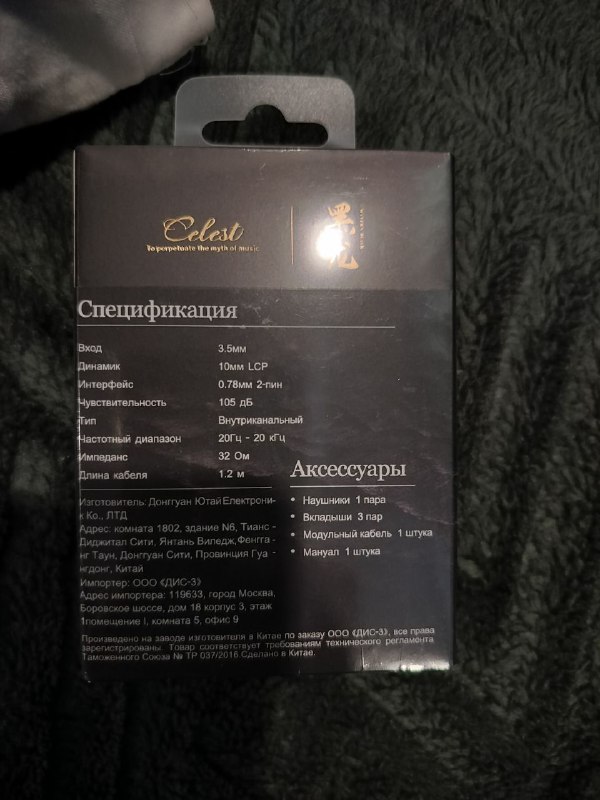 Celest
To perpetuate the myth of music
黑
Спецификация
Вход 3.5мм
Динамик 10мм LCP
Интерфейс 0.78мм 2-пин
Чувствительность 105 дБ
Тип Внутриканальный
Частотный диапазон 20Гц - 20 кГц
Импеданс 32 Ом
Длина кабеля 1.2 м
Изготовитель: Донггуан ЮтайЕлектрони-
к Ко., ЛТД
Адрес: комната 1802, здание N6, Тианс-
Диджитал Сити, Янтань Виледж,Фенгга-
нг Таун, Донггуан Сити, Провинция Гуа-
нгдонг, Китай
Импортер: ООО «ДИС-3»
Адрес импортера: 119633, город Москва,
Боровское шоссе, дом 18 корпус 3, этаж
1помещение I, комната 5, офис 9
Аксессуары
• Наушники 1 пара
• Вкладыши 3 пар
• Модульный кабель 1 штука
• Мануал 1 штука
Произведено на заводе изготовителя в Китае по заказу ООО «ДИС-3», все права
зарегистрированы. Товар соответствует требованиям технического регламента
Таможенного Союза № ТР 037/2016.Сделано в Китае.